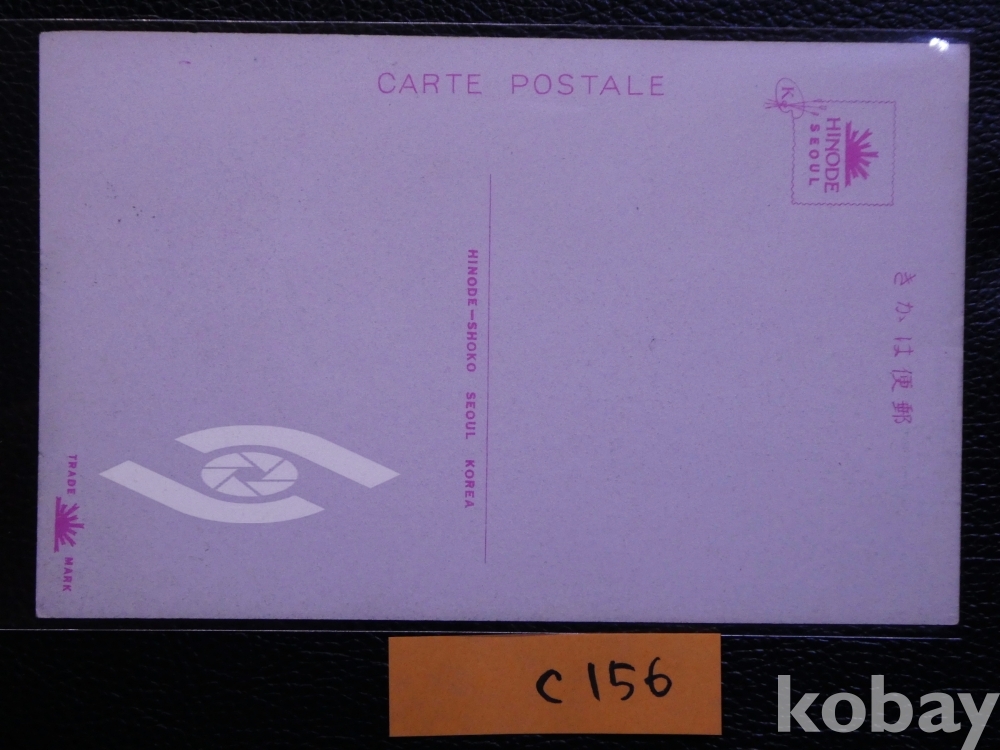 CARTE POSTALE
K
HINODE
SEOUL
きかは便郵
HINODE-SHOKO SEOUL KOREA
TRADE MARK
C156
kobay